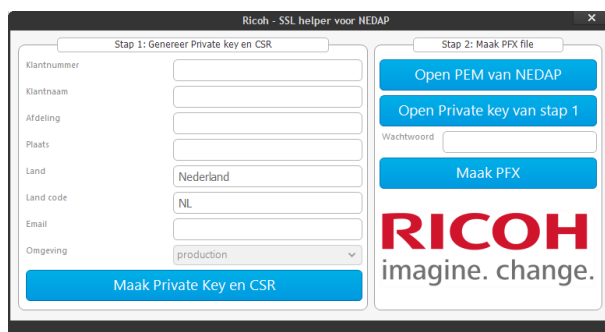 Ricoh - SSL helper voor NEDAP
Stap 1: Genereer Private key en CSR
Klantnummer
Klantnaam
Afdeling
Plaats
Land
Nederland
Land code
NL
Email
Omgeving
production
Maak Private Key en CSR
Stap 2: Maak PFX file
Open PEM van NEDAP
Open Private key van stap 1
Wachtwoord
Maak PFX
RICOH
imagine. change.